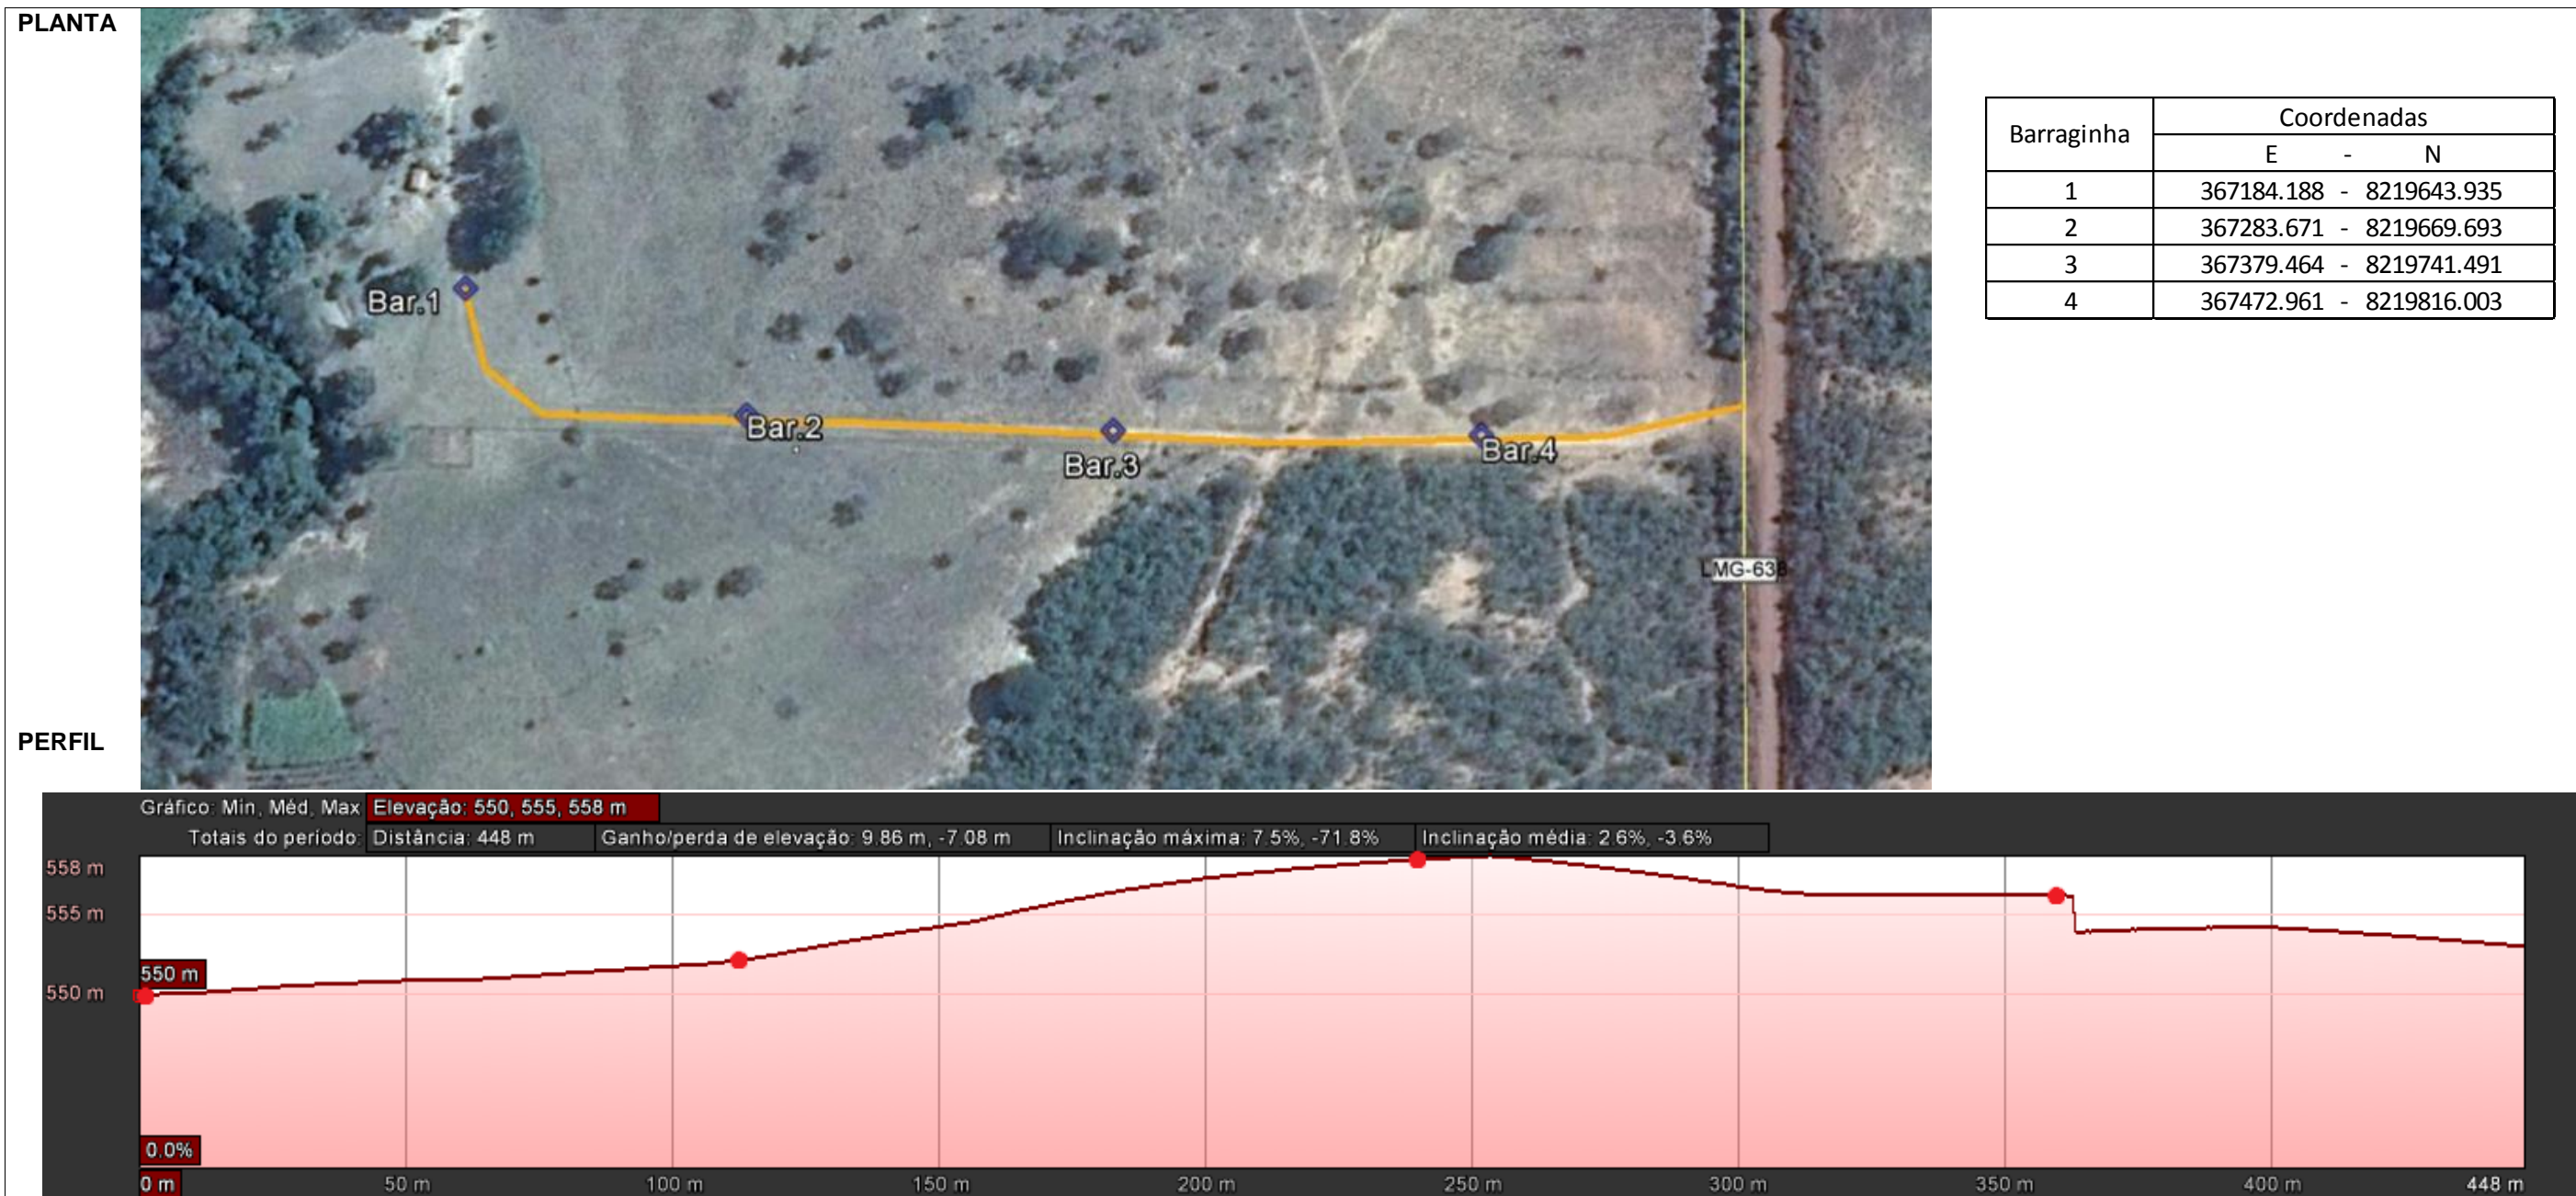 PLANTA
Barraginha
Coordenadas
E - N
1 367184.188 - 8219643.935
2 367283.671 - 8219669.693
3 367379.464 - 8219741.491
4 367472.961 - 8219816.003
Bar.1
Bar.2
Bar.3
Bar.4
LMG-638
PERFIL
Gráfico: Min, Méd, Max Elevação: 550, 555, 558 m
Totais do período: Distância: 448 m Ganho/perda de elevação: 9.86 m, -7.08 m Inclinação máxima: 7.5%, -71.8% Inclinação média: 2.6%, -3.6%
558 m
555 m
550 m
550 m
0.0%
0 m 50 m 100 m 150 m 200 m 250 m 300 m 350 m 400 m 448 m